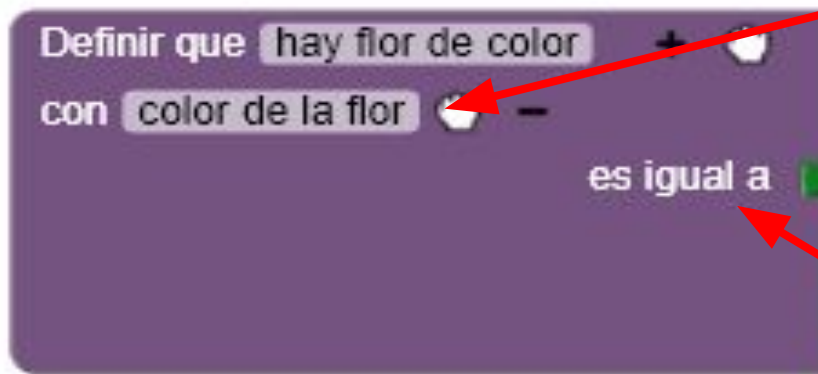 Definir que hay flor de color +
con color de la flor -
es igual a